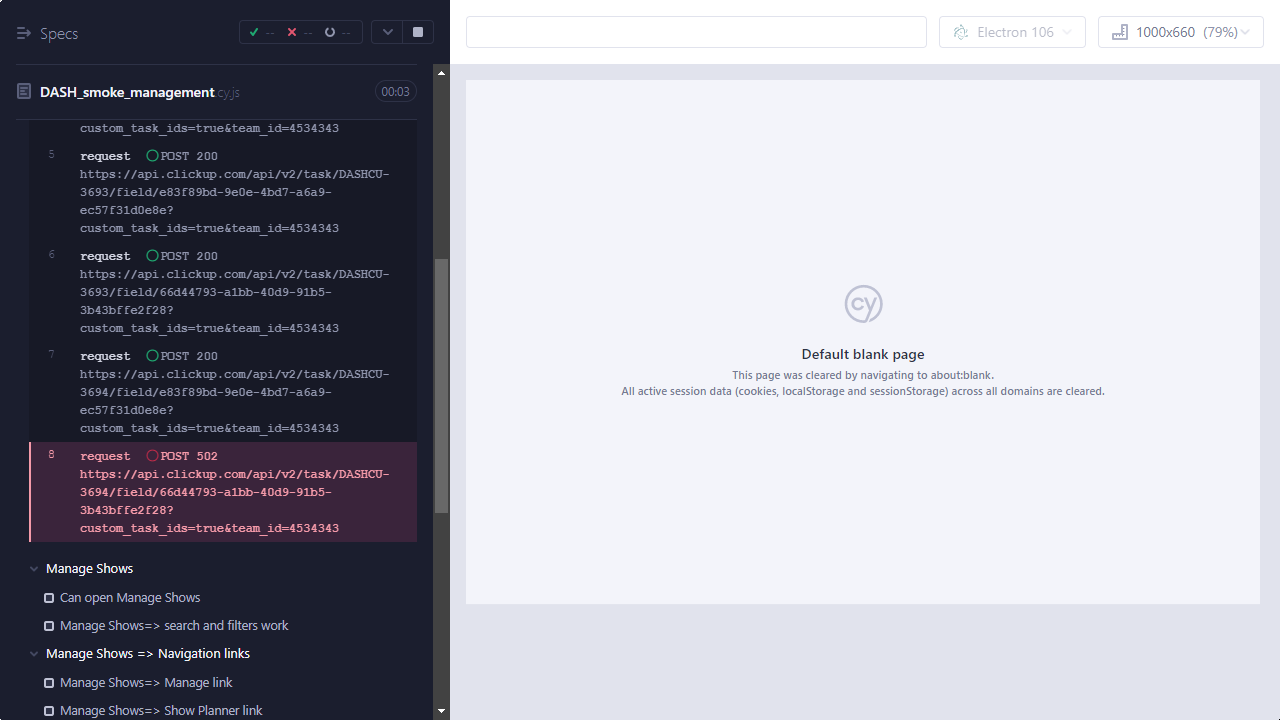 Specs
--
--
--
Electron 106
1000x660 (79%)
DASH_smoke_management.cy.js
00:03
custom_task_ids=true&team_id=4534343
5
request POST 200
https://api.clickup.com/api/v2/task/DASHCU-
3693/field/e83f89bd-9e0e-4bd7-a6a9-
ec57f31d0e8e?
custom_task_ids=true&team_id=4534343
6
request POST 200
https://api.clickup.com/api/v2/task/DASHCU-
3693/field/66d44793-a1bb-40d9-91b5-
3b43bffe2f28?
custom_task_ids=true&team_id=4534343
7
request POST 200
https://api.clickup.com/api/v2/task/DASHCU-
3694/field/e83f89bd-9e0e-4bd7-a6a9-
ec57f31d0e8e?
custom_task_ids=true&team_id=4534343
8
request POST 502
https://api.clickup.com/api/v2/task/DASHCU-
3694/field/66d44793-a1bb-40d9-91b5-
3b43bffe2f28?
custom_task_ids=true&team_id=4534343
Manage Shows
Can open Manage Shows
Manage Shows=> search and filters work
Manage Shows => Navigation links
Manage Shows=> Manage link
Manage Shows=> Show Planner link
cy
Default blank page
This page was cleared by navigating to about:blank.
All active session data (cookies, localStorage and sessionStorage) across all domains are cleared.